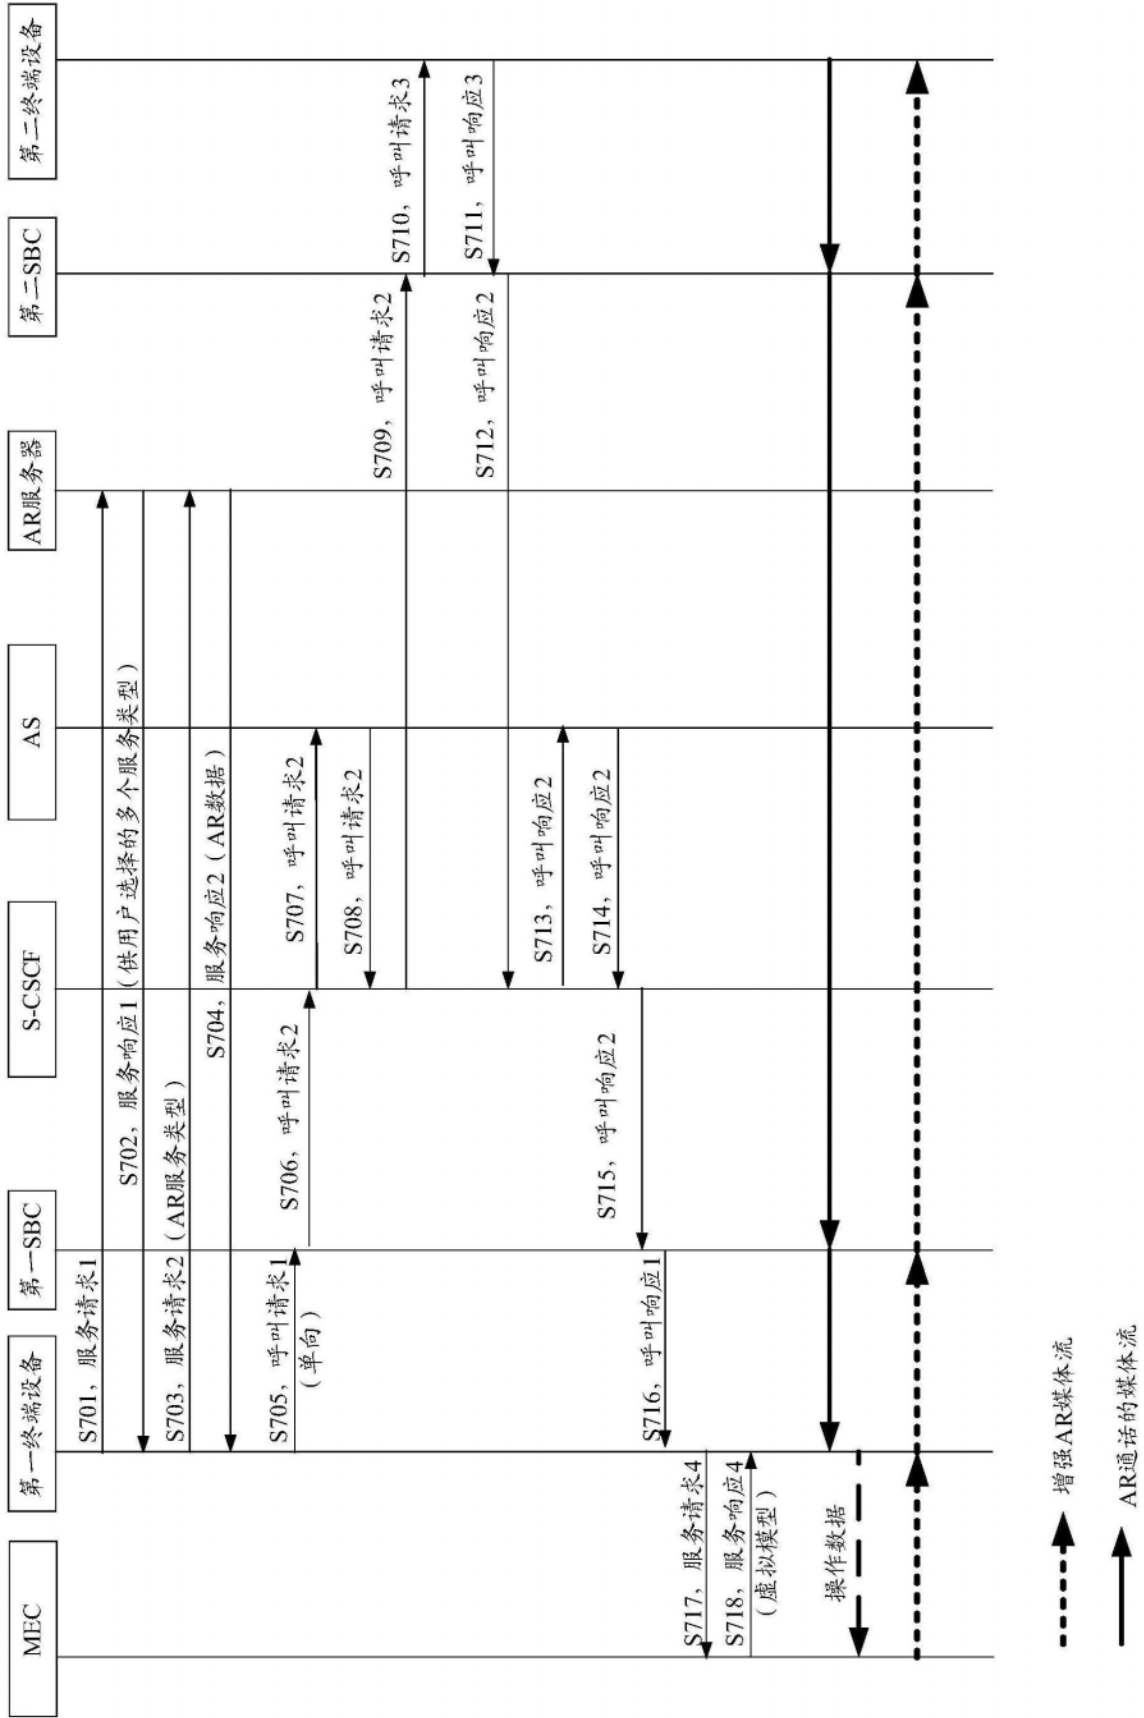 MEC
第一终端设备
第一SBC
S-CSCF
AS
AR服务器
第二SBC
第二终端设备
S701，服务请求1
S702，服务响应1（供用户选择的多个服务类型）
S703，服务请求2（AR服务类型）
S704，服务响应2（AR数据）
S705，呼叫请求1
（单向）
S706，呼叫请求2
S707，呼叫请求2
S708，呼叫请求2
S709，呼叫请求2
S710，呼叫请求3
S711，呼叫响应3
S712，呼叫响应2
S713，呼叫响应2
S714，呼叫响应2
S715，呼叫响应2
S716，呼叫响应1
S717，服务请求4
S718，服务响应4
（虚拟模型）
操作数据
增强AR媒体流
AR通话的媒体流